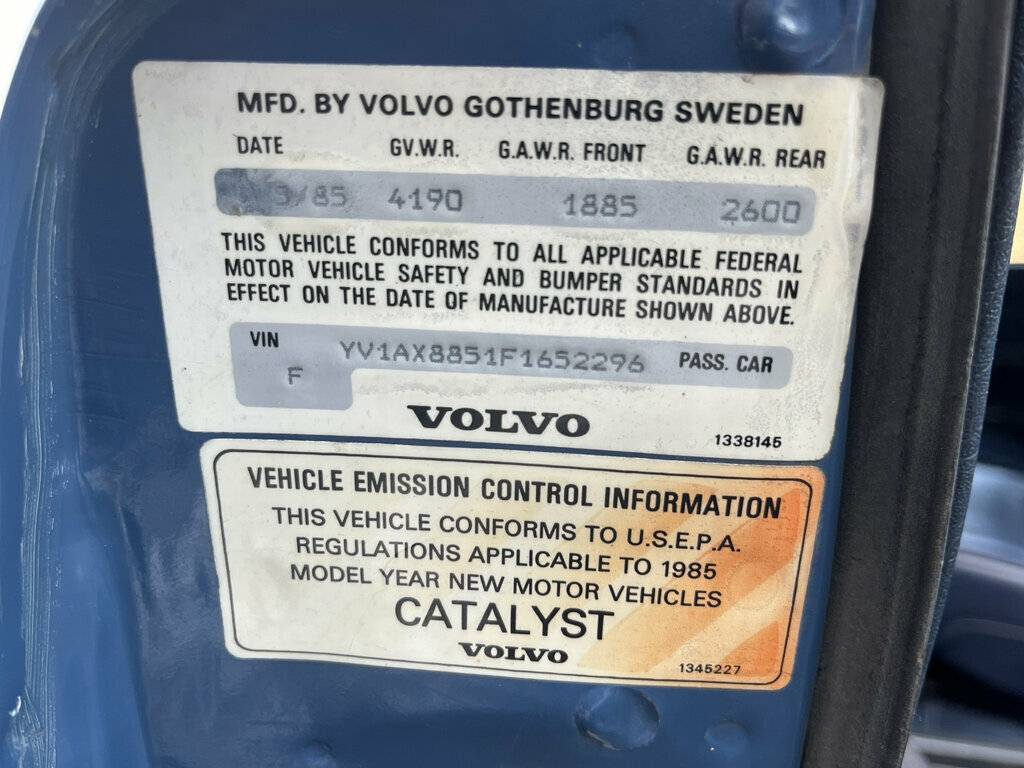 MFD. BY VOLVO GOTHENBURG SWEDEN
DATE GV.W.R. G.A.W.R. FRONT G.A.W.R. REAR
/85 4190 1885 2600
THIS VEHICLE CONFORMS TO ALL APPLICABLE FEDERAL
MOTOR VEHICLE SAFETY AND BUMPER STANDARDS IN
EFFECT ON THE DATE OF MANUFACTURE SHOWN ABOVE.
VIN YV1AX8851F1652296 PASS. CAR
F
VOLVO
1338145
VEHICLE EMISSION CONTROL INFORMATION
THIS VEHICLE CONFORMS TO U.S.E.P.A.
REGULATIONS APPLICABLE TO 1985
MODEL YEAR NEW MOTOR VEHICLES
CATALYST
VOLVO
1345227